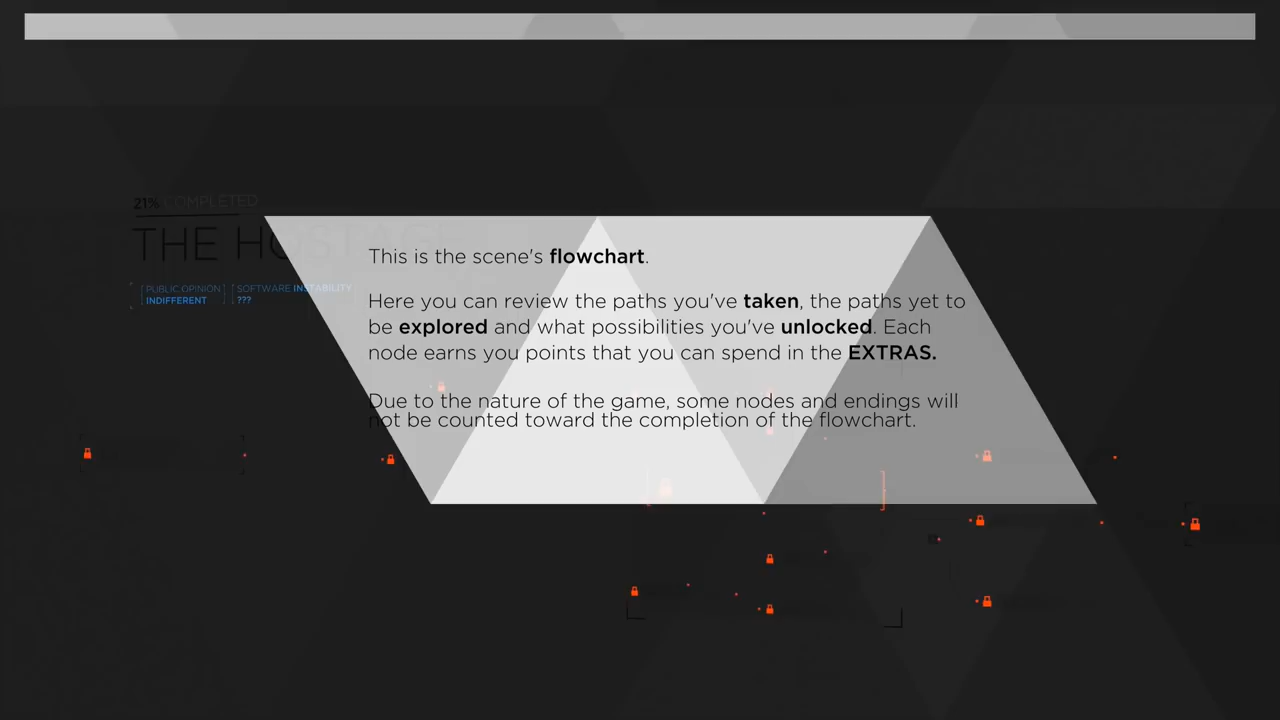 21% COMPLETED
THE HOSTAGE
PUBLIC OPINION
INDIFFERENT
SOFTWARE INSTABILITY
???
This is the scene's flowchart.
Here you can review the paths you've taken, the paths yet to
be explored and what possibilities you've unlocked. Each
node earns you points that you can spend in the EXTRAS.
Due to the nature of the game, some nodes and endings will
not be counted toward the completion of the flowchart.